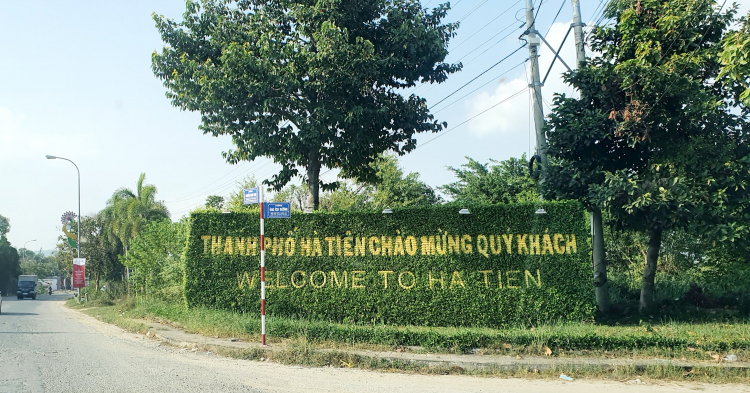 THÀNH PHỐ HÀ TIÊN CHÀO MỪNG QUÝ KHÁCH
WELCOME TO HA TIEN